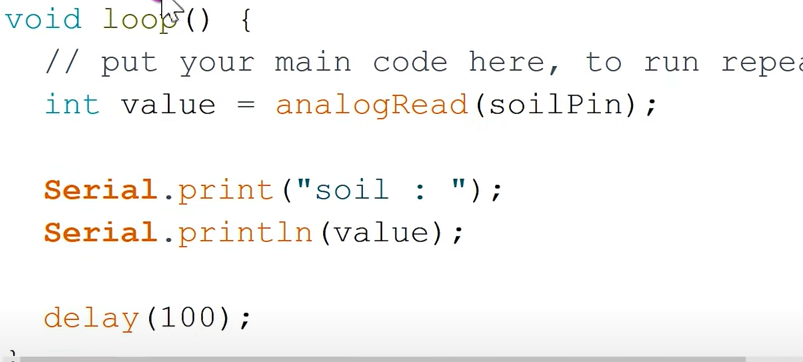 void loop() {
// put your main code here, to run
int value = analogRead(soilPin);
Serial.print("soil : ");
Serial.println(value);
delay(100);
}